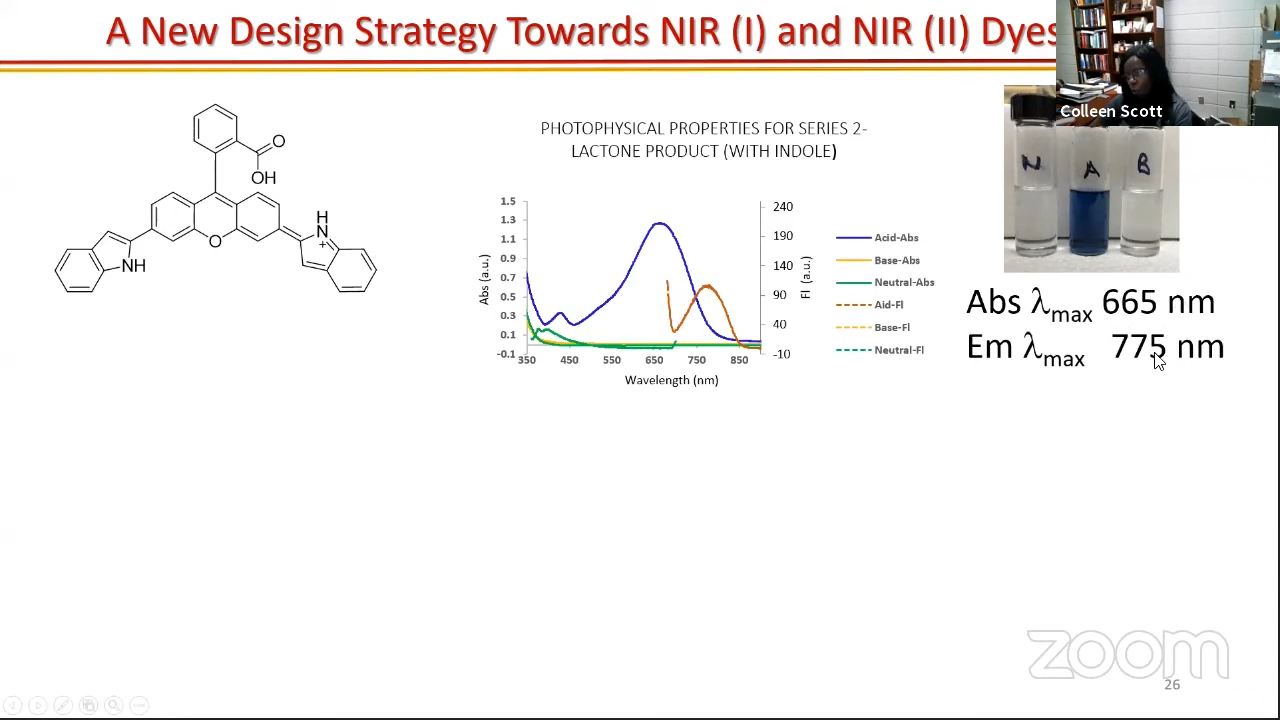 A New Design Strategy Towards NIR (I) and NIR (II) Dyes
Colleen Scott
O
OH
H
N
+
O
NH
PHOTOPHYSICAL PROPERTIES FOR SERIES 2-
LACTONE PRODUCT (WITH INDOLE)
1.5
1.3
1.1
0.9
0.7
0.5
0.3
0.1
-0.1
Abs (a.u.)
350 450 550 650 750 850
Wavelength (nm)
240
190
140
90
40
-10
Fl (a.u.)
Acid-Abs
Base-Abs
Neutral-Abs
Aid-Fl
Base-Fl
Neutral-Fl
N A B
Abs λmax 665 nm
Em λmax 775 nm
zoom
26